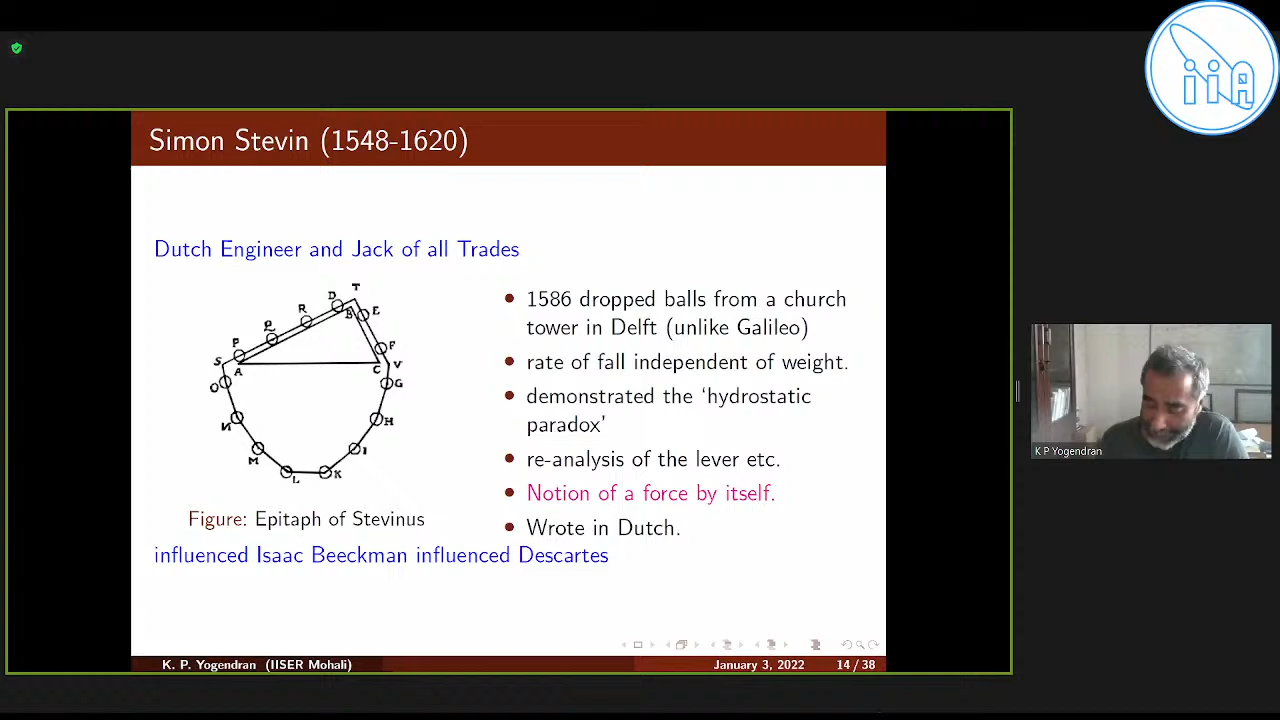 iiA
Simon Stevin (1548-1620)
Dutch Engineer and Jack of all Trades
D T
R B E
Q
P F
S A C V
O G
N H
M I
L K
Figure: Epitaph of Stevinus
• 1586 dropped balls from a church
tower in Delft (unlike Galileo)
• rate of fall independent of weight.
• demonstrated the ‘hydrostatic
paradox’
• re-analysis of the lever etc.
• Notion of a force by itself.
• Wrote in Dutch.
influenced Isaac Beeckman influenced Descartes
K. P. Yogendran (IISER Mohali)
January 3, 2022
14 / 38
K P Yogendran